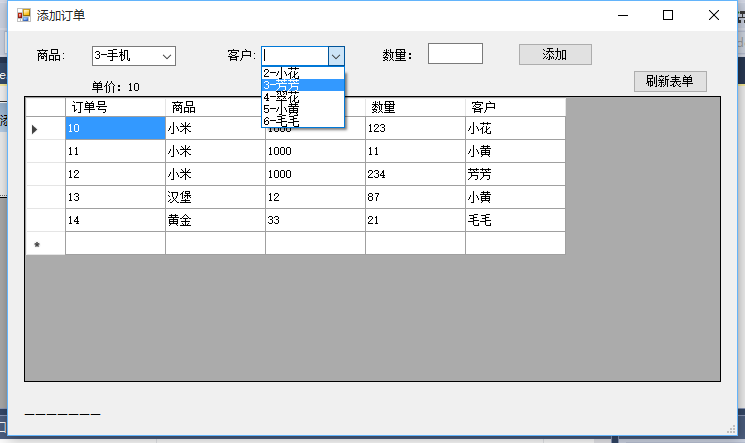 添加订单
商品: 3-手机 客户: 数量: 添加
2-小花
3-芳芳
4-翠花
5-小黄
6-毛毛
单价: 10 刷新表单
订单号 商品 数量 客户
10 小米 1000 123 小花
11 小米 1000 11 小黄
12 小米 1000 234 芳芳
13 汉堡 12 87 小黄
14 黄金 33 21 毛毛
*
———————